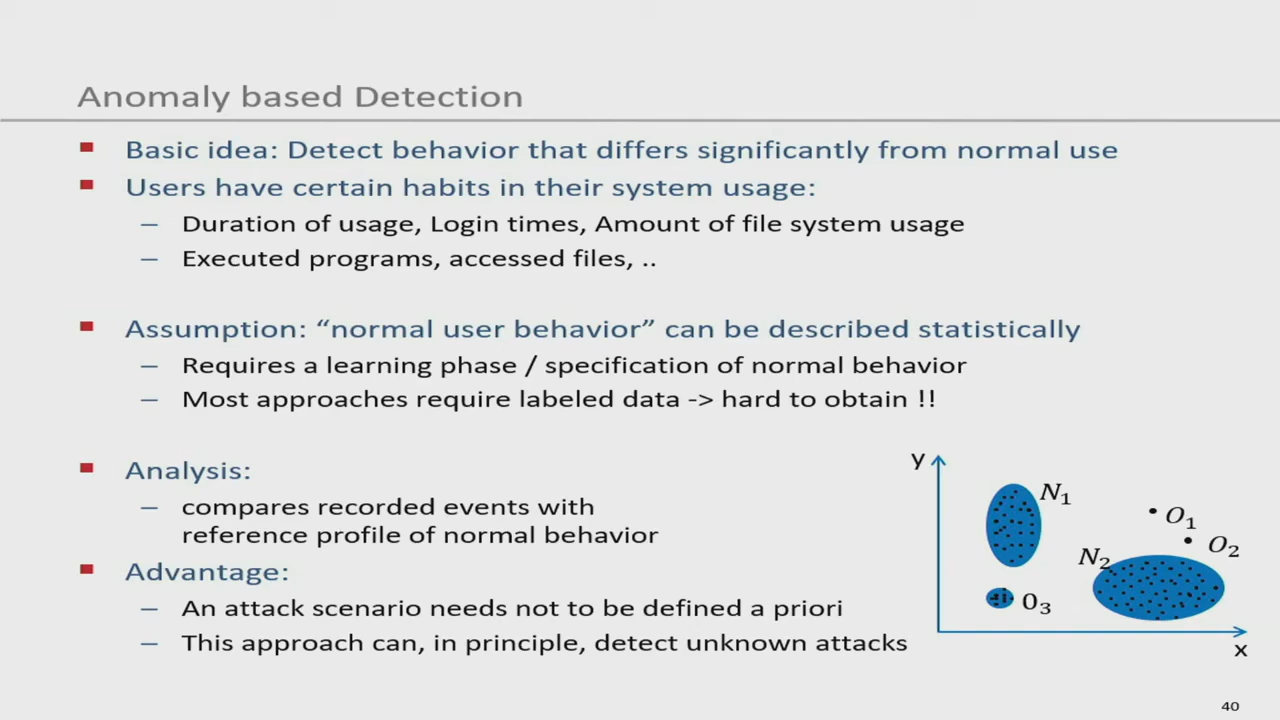 Anomaly based Detection
Basic idea: Detect behavior that differs significantly from normal use
Users have certain habits in their system usage:
– Duration of usage, Login times, Amount of file system usage
– Executed programs, accessed files, ..
Assumption: “normal user behavior” can be described statistically
– Requires a learning phase / specification of normal behavior
– Most approaches require labeled data -> hard to obtain !!
Analysis:
– compares recorded events with
reference profile of normal behavior
Advantage:
– An attack scenario needs not to be defined a priori
– This approach can, in principle, detect unknown attacks
y
N₁
O₁
O₂
N₂
0₃
x
40